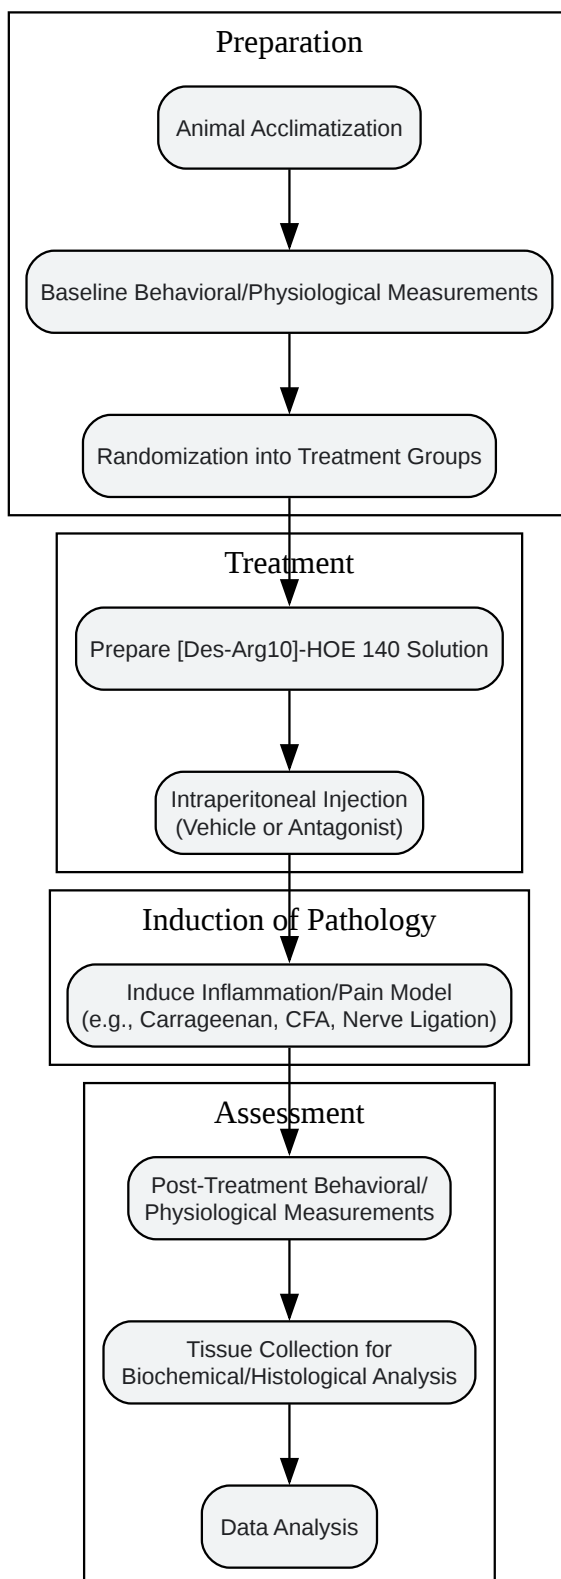 Preparation
Animal Acclimatization
Baseline Behavioral/Physiological Measurements
Randomization into Treatment Groups
Treatment
Prepare [Des-Arg10]-HOE 140 Solution
Intraperitoneal Injection
(Vehicle or Antagonist)
Induction of Pathology
Induce Inflammation/Pain Model
(e.g., Carrageenan, CFA, Nerve Ligation)
Assessment
Post-Treatment Behavioral/
Physiological Measurements
Tissue Collection for
Biochemical/Histological Analysis
Data Analysis